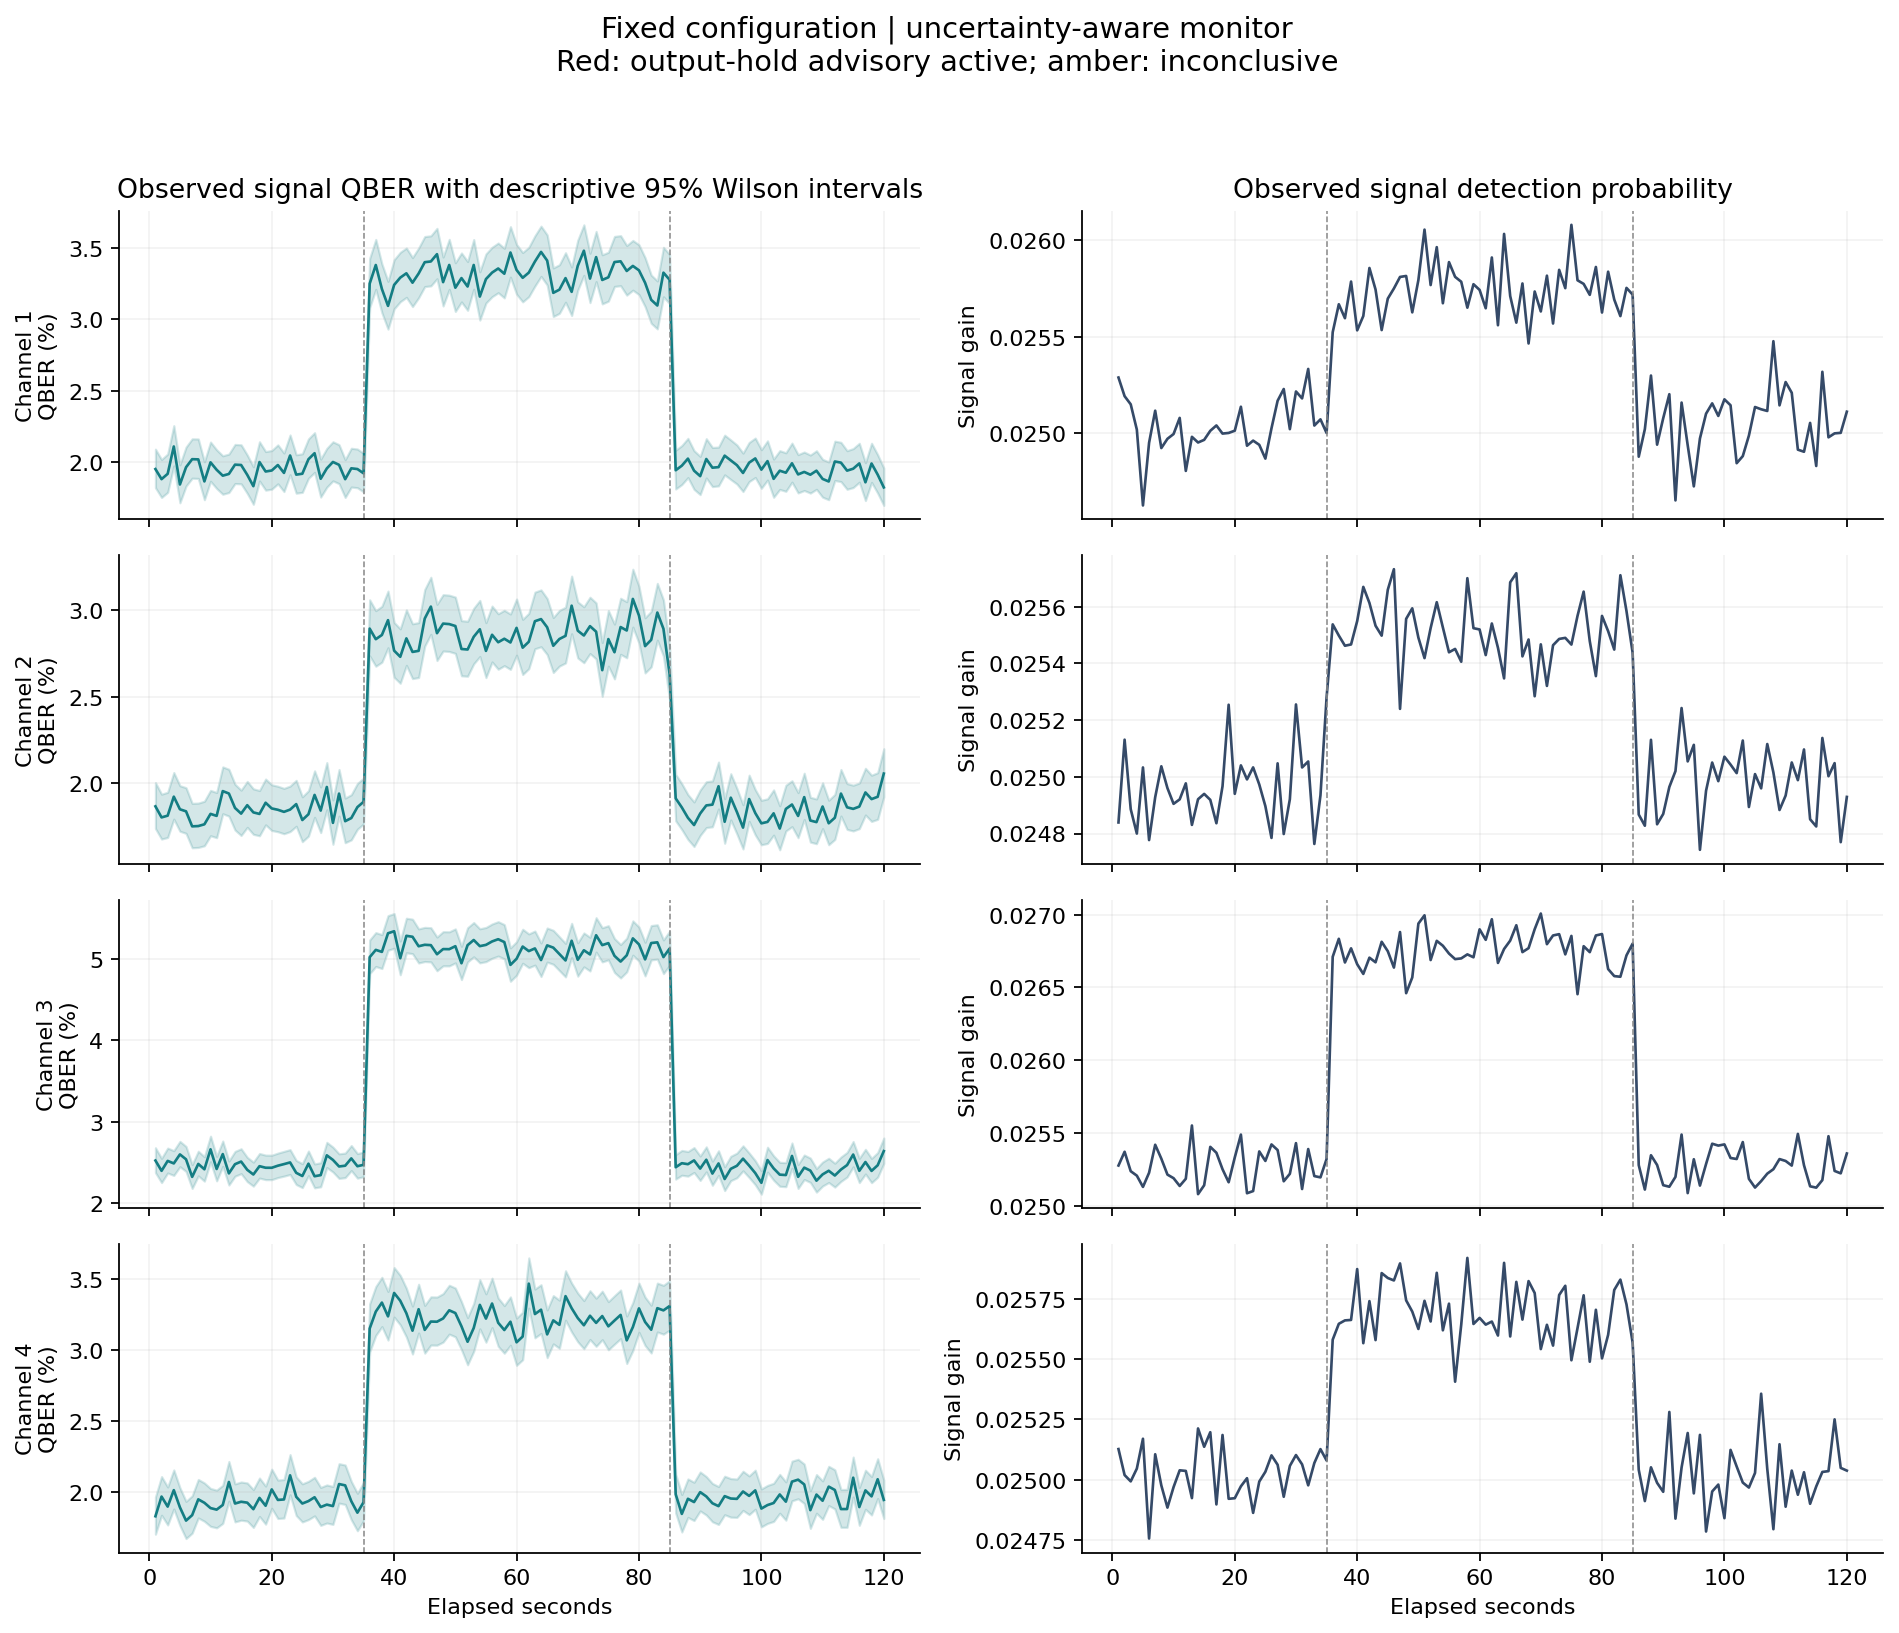 Fixed configuration | uncertainty-aware monitor
Red: output-hold advisory active; amber: inconclusive
Observed signal QBER with descriptive 95% Wilson intervals
Channel 1
QBER (%)
3.5
3.0
2.5
2.0
Observed signal detection probability
Signal gain
0.0260
0.0255
0.0250
Channel 2
QBER (%)
3.0
2.5
2.0
Signal gain
0.0256
0.0254
0.0252
0.0250
0.0248
Channel 3
QBER (%)
5
4
3
2
Signal gain
0.0270
0.0265
0.0260
0.0255
0.0250
Channel 4
QBER (%)
3.5
3.0
2.5
2.0
0 20 40 60 80 100 120
Elapsed seconds
Signal gain
0.02575
0.02550
0.02525
0.02500
0.02475
0 20 40 60 80 100 120
Elapsed seconds